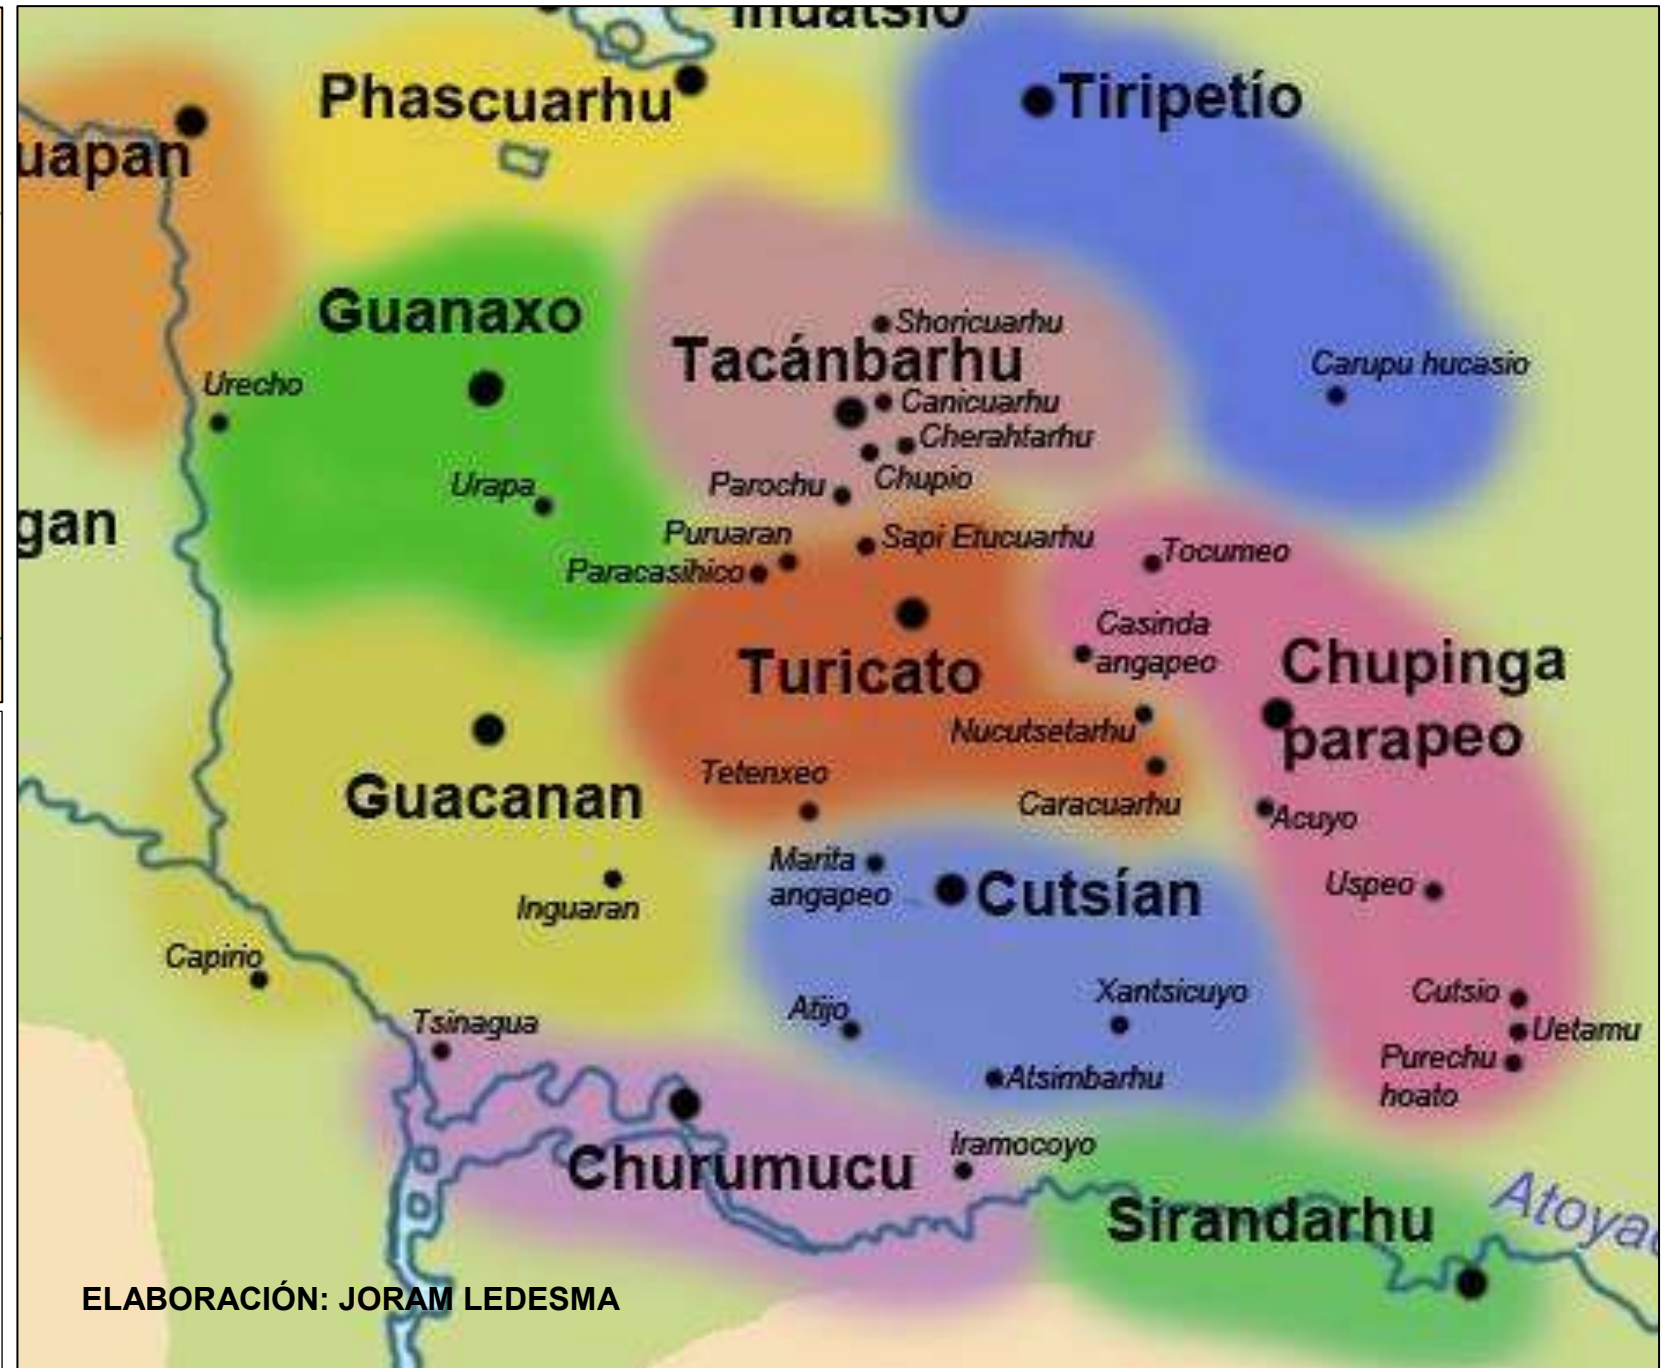 Phascuarhu
Tiripetío
uapan
Guanaxo
Shoricuarhu
Tacánbarhu
Carupu hucasio
Urecho
Canicuarhu
Cherahtarhu
Chupio
Urapa
Parochu
gan
Puruaran
Sapi Etucuarhu
Tocumeo
Paracasihico
Casinda
angapeo
Turicato
Chupinga
parapeo
Nucutsetarhu
Tetenxeo
Guacanan
Caracuarhu
Acuyo
Marita
angapeo
Cutsían
Uspeo
Inguaran
Capirio
Xantsicuyo
Cutsio
Atijo
Tsinagua
Uetamu
Purechu
hoato
Atsimbarhu
Iramocoyo
Churumucu
Sirandarhu
Atoyac
ELABORACIÓN: JORAM LEDESMA